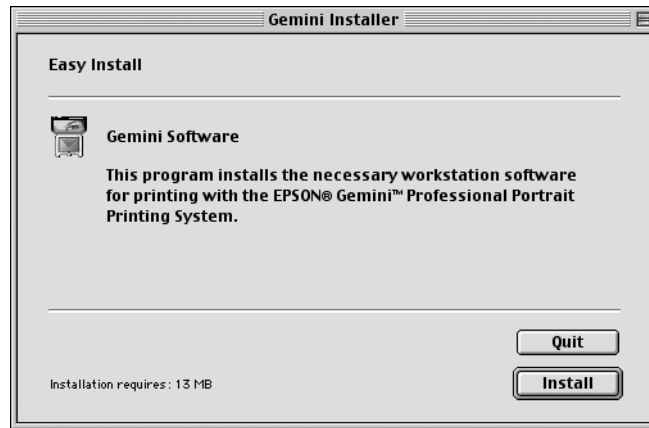 Gemini Installer
Easy Install
Gemini Software
This program installs the necessary workstation software
for printing with the EPSON® Gemini™ Professional Portrait
Printing System.
Quit
Installation requires: 13 MB
Install